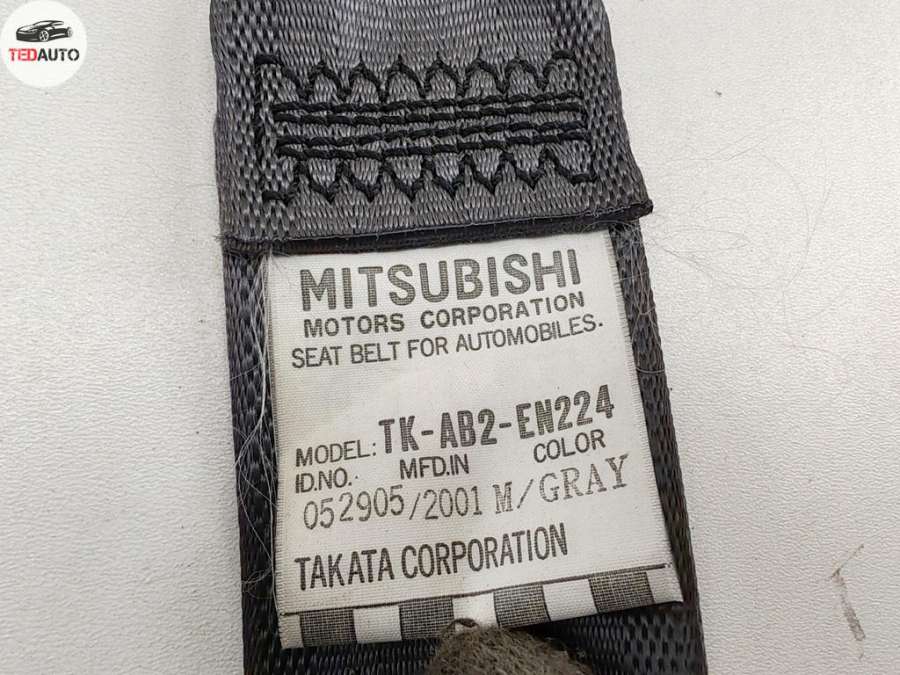 TEDAUTO
MITSUBISHI
MOTORS CORPORATION
SEAT BELT FOR AUTOMOBILES.
MODEL: TK-AB2-EN224
ID.NO. MFD.IN COLOR
052905/2001 M/GRAY
TAKATA CORPORATION